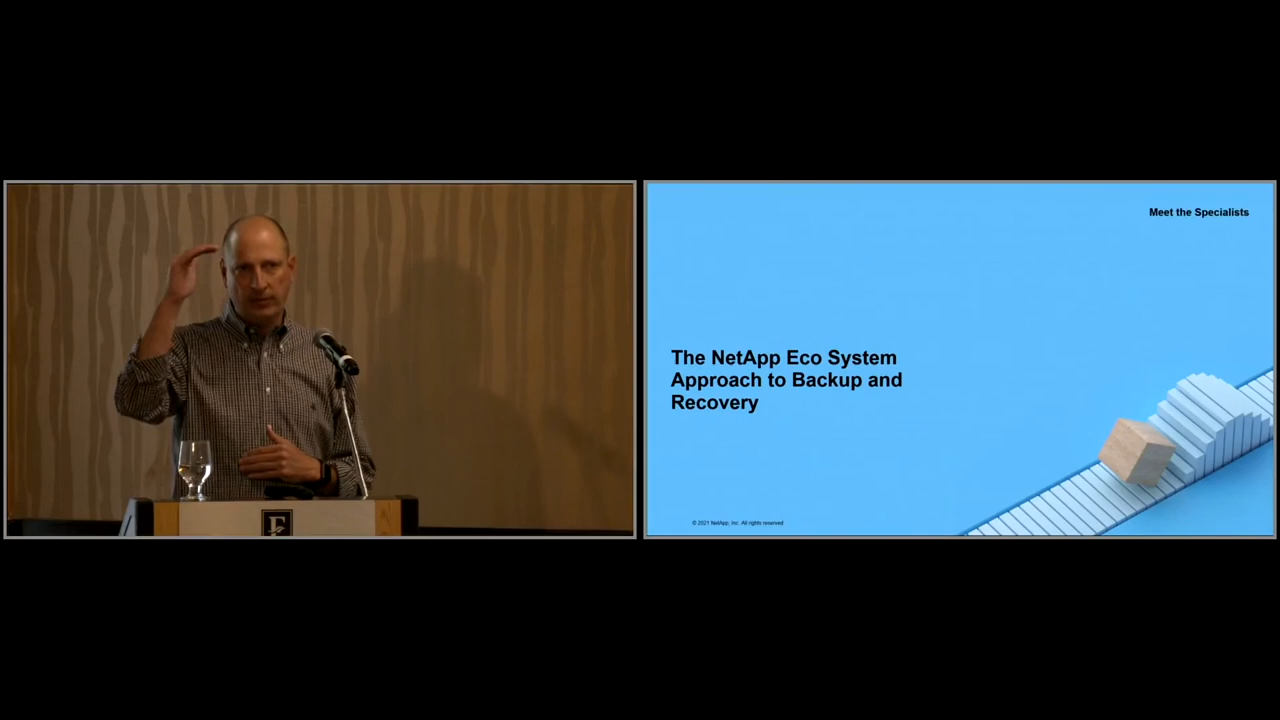 E
Meet the Specialists
The NetApp Eco System
Approach to Backup and
Recovery
© 2021 NetApp, Inc. All rights reserved